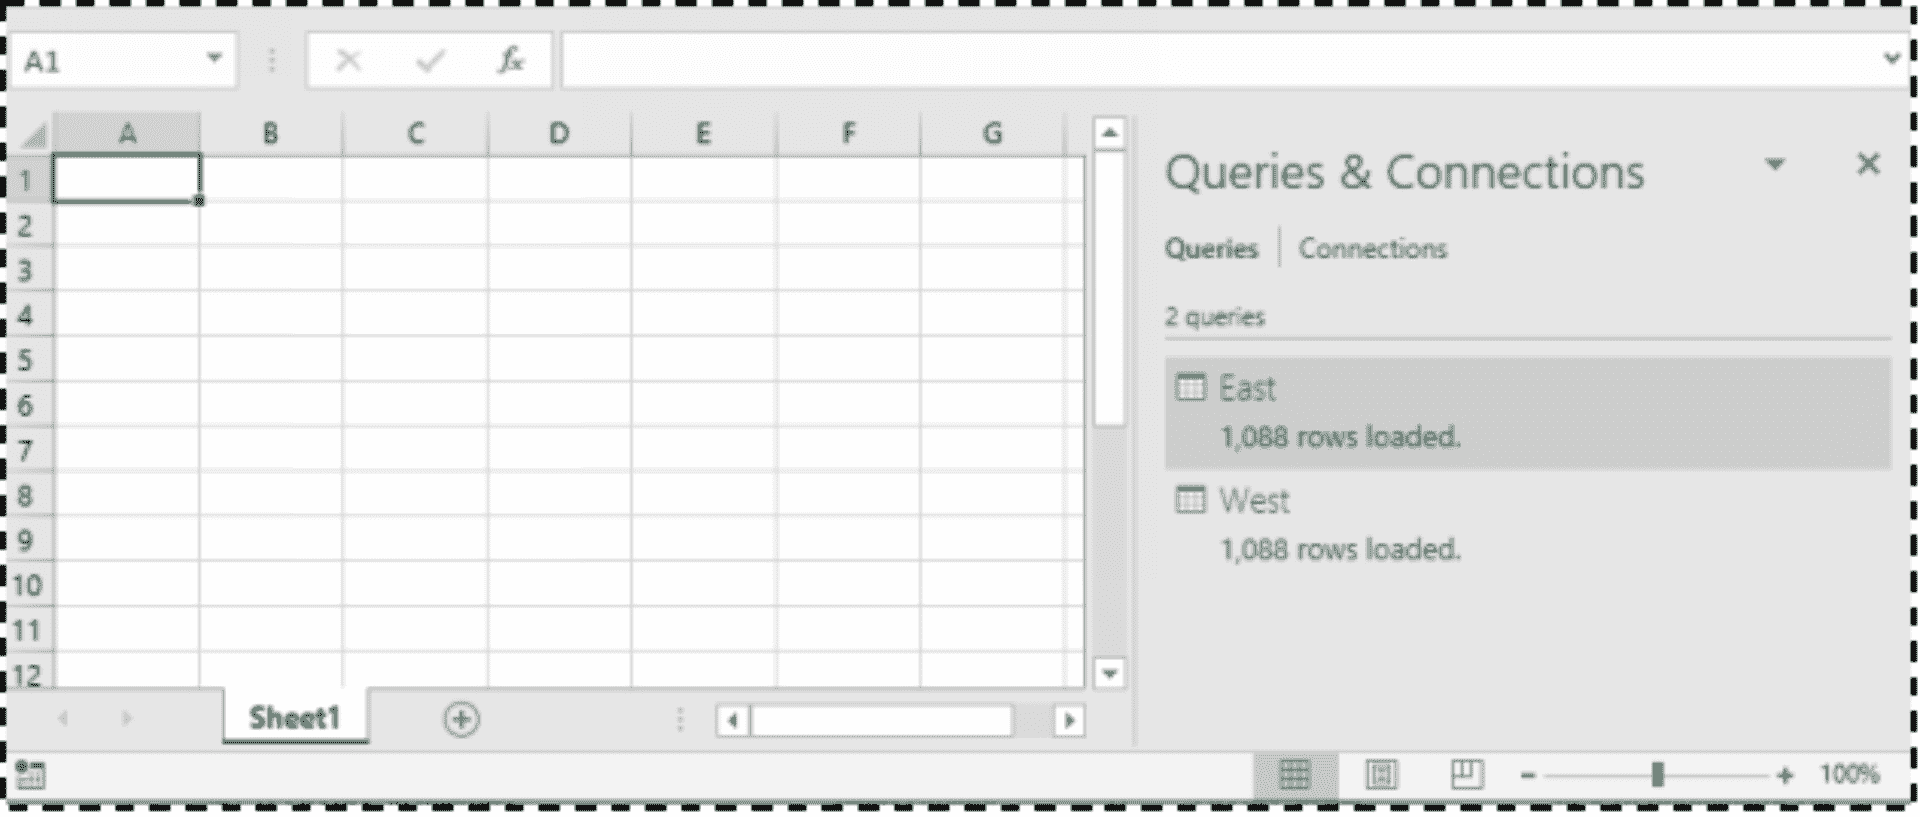 A1
fx
A B C D E F G
1
2
3
4
5
6
7
8
9
10
11
12
Sheet1
Queries & Connections
Queries | Connections
2 queries
East
1,088 rows loaded.
West
1,088 rows loaded.
100%